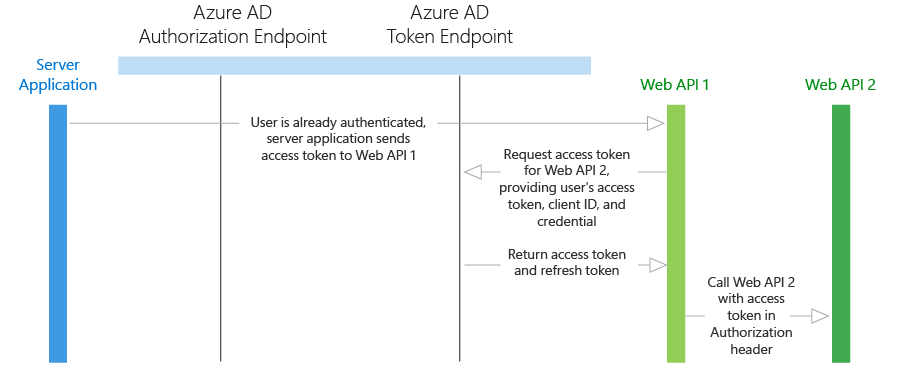 Azure AD
Authorization Endpoint
Azure AD
Token Endpoint
Server
Application
Web API 1
Web API 2
User is already authenticated,
server application sends
access token to Web API 1
Request access token
for Web API 2,
providing user's access
token, client ID, and
credential
Return access token
and refresh token
Call Web API 2
with access
token in
Authorization
header